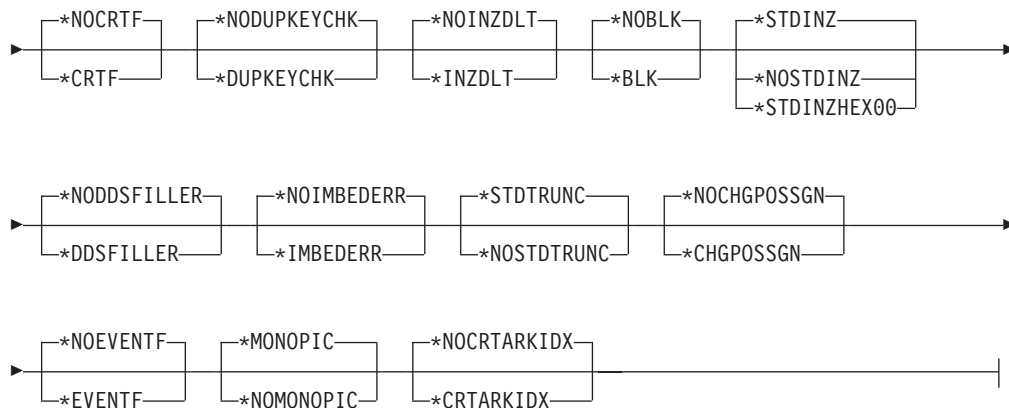 *NOCRTF *NODUPKEYCHK *NOINZDLT *NOBLK *STDINZ
*CRTF *DUPKEYCHK *INZDLT *BLK *NOSTDINZ
*STDINZHEX00
*NODDSFILLER *NOIMBEDERR *STDTRUNC *NOCHGPOSSGN
*DDSFILLER *IMBEDERR *NOSTDTRUNC *CHGPOSSGN
*NOEVENTF *MONOPIC *NOCRTARKIDX
*EVENTF *NOMONOPIC *CRTARKIDX